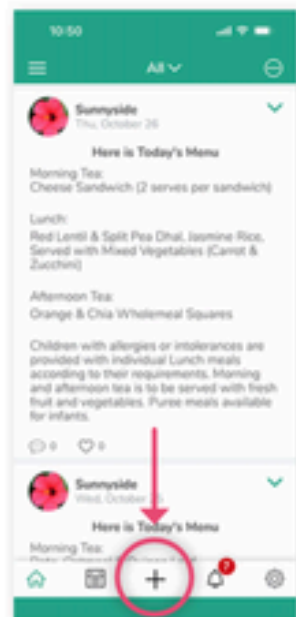 10:50
All
Sunnyside
Thu, October 26
Here is Today's Menu
Morning Tea:
Cheese Sandwich (2 serves per sandwich)
Lunch:
Red Lentil & Split Pea Dhal, Jasmine Rice,
Served with Mixed Vegetables (Carrot &
Zucchini)
Afternoon Tea:
Orange & Chia Wholemeal Squares
Children with allergies or intolerances are
provided with individual Lunch meals
according to their requirements. Morning
and afternoon tea is to be served with fresh
fruit and vegetables. Puree meals available
for infants.
0 0
Sunnyside
Wed, October
Here is Today's Menu
Morning Tea:
7